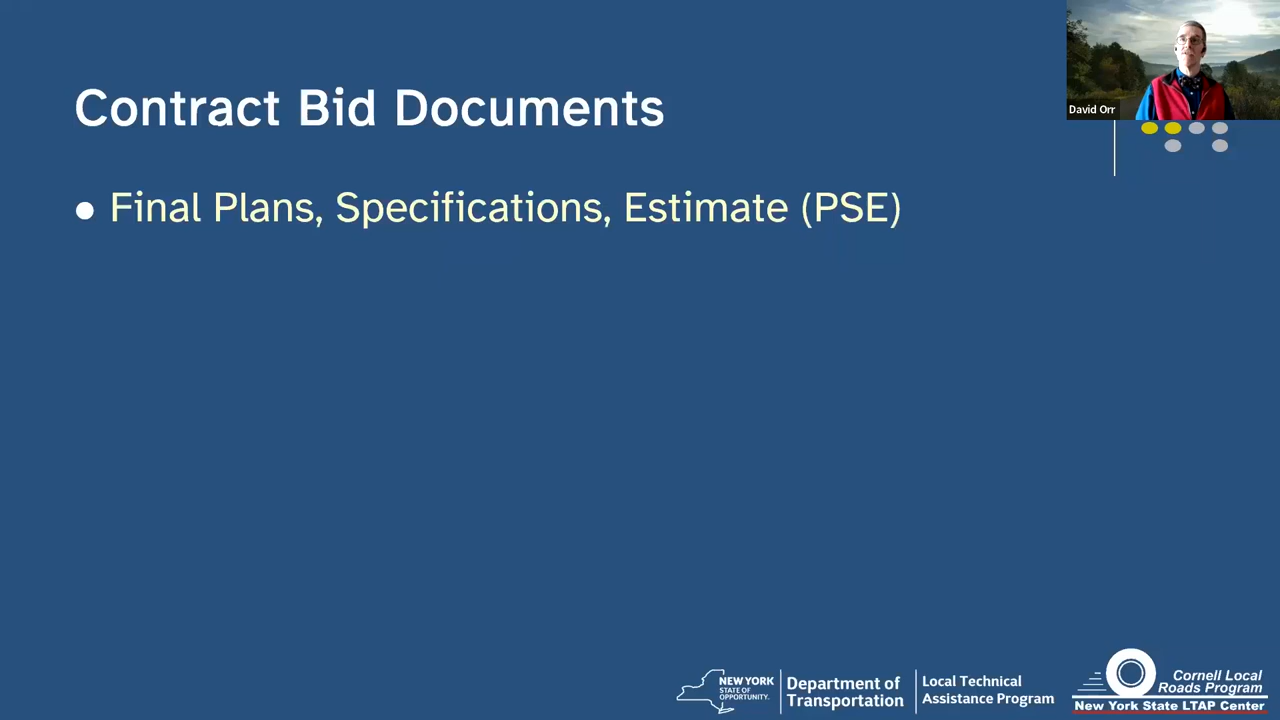 Contract Bid Documents
David Orr
• Final Plans, Specifications, Estimate (PSE)
NEW YORK
STATE OF
OPPORTUNITY.
Department of
Transportation
Local Technical
Assistance Program
Cornell Local
Roads Program
New York State LTAP Center